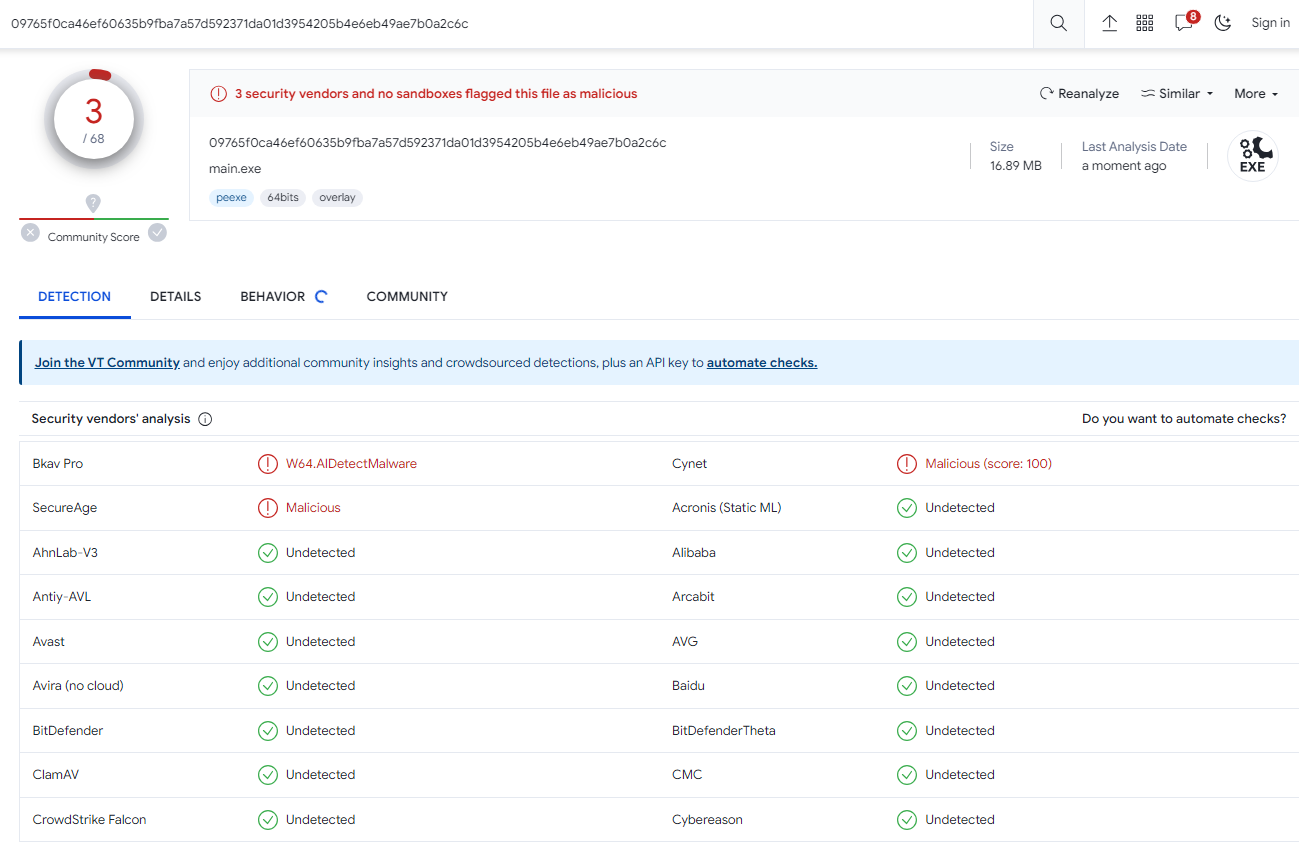 09765f0ca46ef60635b9fba7a57d592371da01d3954205b4e6eb49ae7b0a2c6c
8
Sign in
3
/ 68
Community Score
3 security vendors and no sandboxes flagged this file as malicious
Reanalyze
Similar
More
09765f0ca46ef60635b9fba7a57d592371da01d3954205b4e6eb49ae7b0a2c6c
main.exe
peexe
64bits
overlay
Size
16.89 MB
Last Analysis Date
a moment ago
EXE
DETECTION
DETAILS
BEHAVIOR
COMMUNITY
Join the VT Community and enjoy additional community insights and crowdsourced detections, plus an API key to automate checks.
Security vendors' analysis
Do you want to automate checks?
Bkav Pro
W64.AIDetectMalware
Cynet
Malicious (score: 100)
SecureAge
Malicious
Acronis (Static ML)
Undetected
AhnLab-V3
Undetected
Alibaba
Undetected
Antiy-AVL
Undetected
Arcabit
Undetected
Avast
Undetected
AVG
Undetected
Avira (no cloud)
Undetected
Baidu
Undetected
BitDefender
Undetected
BitDefenderTheta
Undetected
ClamAV
Undetected
CMC
Undetected
CrowdStrike Falcon
Undetected
Cybereason
Undetected